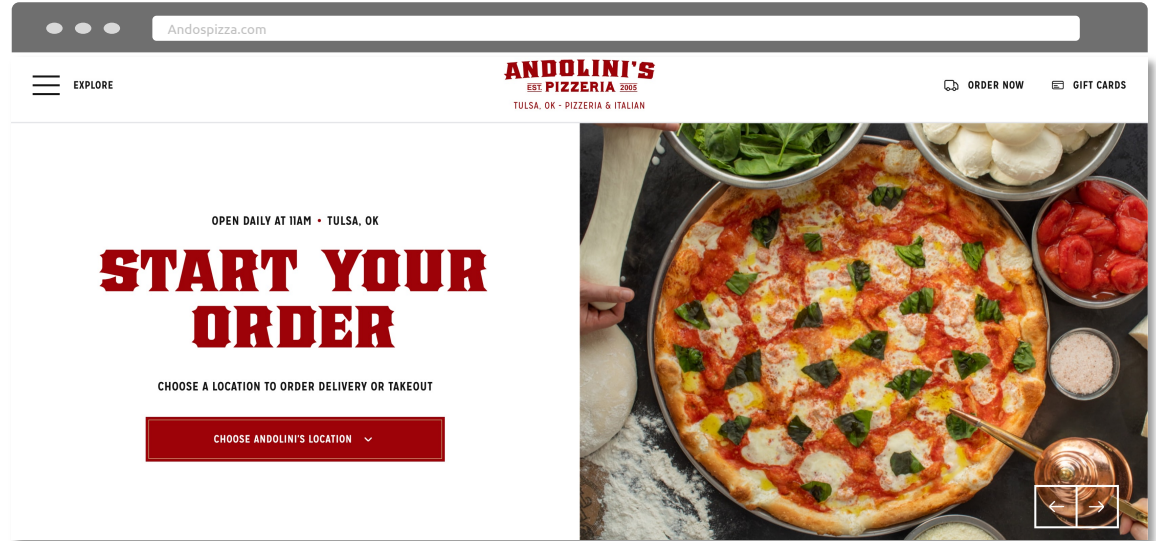 Andospizza.com
EXPLORE
ANDOLINI'S
EST. PIZZERIA 2005
TULSA, OK - PIZZERIA & ITALIAN
ORDER NOW
GIFT CARDS
OPEN DAILY AT 11AM • TULSA, OK
START YOUR
ORDER
CHOOSE A LOCATION TO ORDER DELIVERY OR TAKEOUT
CHOOSE ANDOLINI'S LOCATION